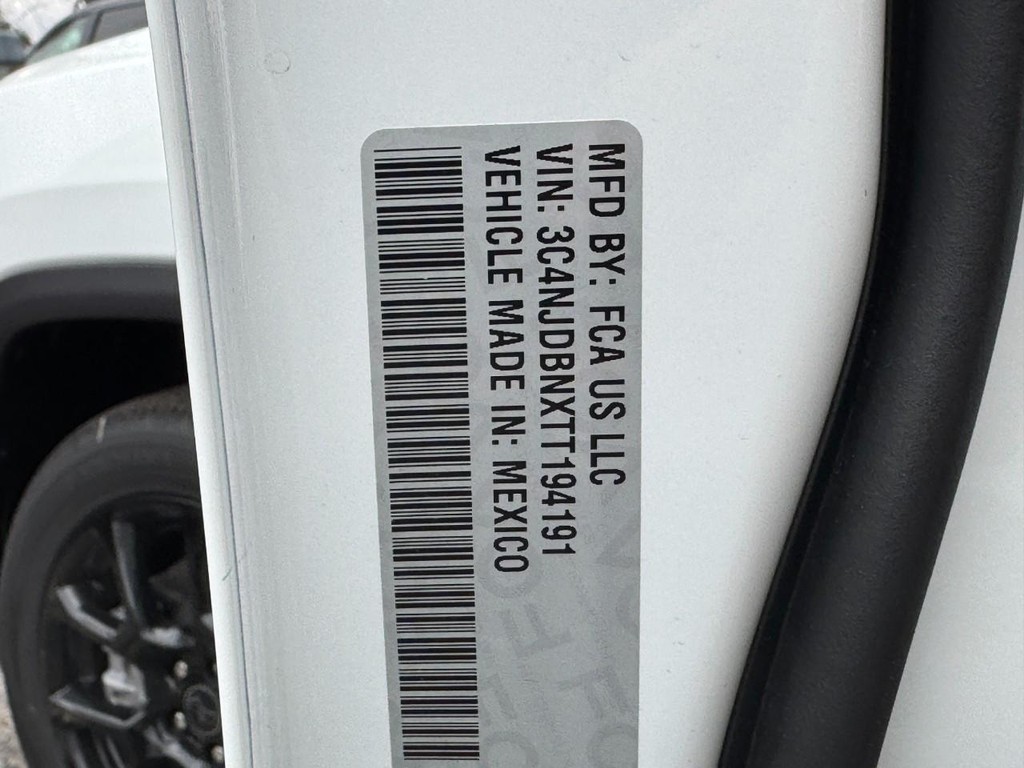 MFD BY: FCA US LLC
VIN: 3C4NJDBNXTT194191
VEHICLE MADE IN: MEXICO